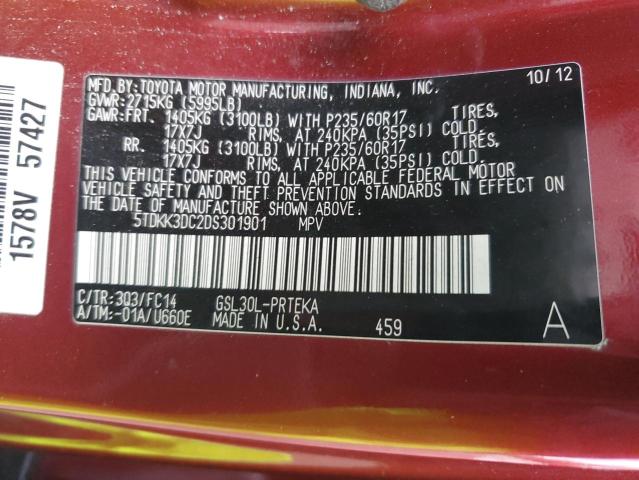 1578V 57427
MFD.BY: TOYOTA MOTOR MANUFACTURING, INDIANA, INC. 10/12
GVWR: 2715KG (5995LB)
GAWR: FRT. 1405KG (3100LB) WITH P235/60R17 TIRES,
17X7J RIMS, AT 240KPA (35PSI) COLD.
RR. 1405KG (3100LB) WITH P235/60R17 TIRES,
17X7J RIMS, AT 240KPA (35PSI) COLD.
THIS VEHICLE CONFORMS TO ALL APPLICABLE FEDERAL MOTOR
VEHICLE SAFETY AND THEFT PREVENTION STANDARDS IN EFFECT ON
THE DATE OF MANUFACTURE SHOWN ABOVE.
5TDKK3DC2DS301901 MPV
C/TR: 3Q3/FC14 GSL30L-PRTEKA
A/TM: -01A/U660E MADE IN U.S.A. 459 A